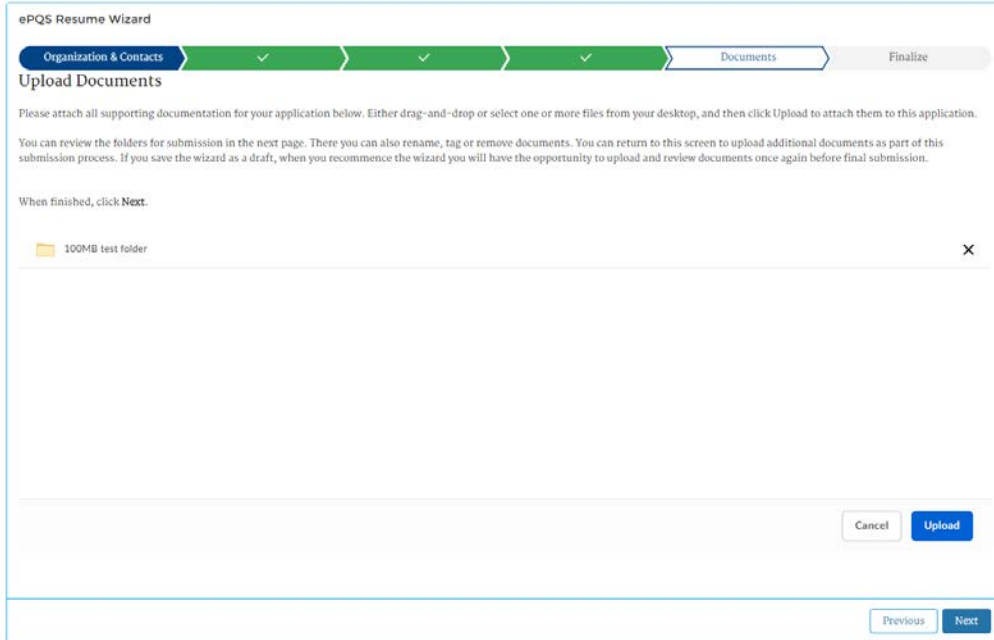 ePQS Resume Wizard
Organization & Contacts
Documents
Finalize
Upload Documents
Please attach all supporting documentation for your application below. Either drag-and-drop or select one or more files from your desktop, and then click Upload to attach them to this application.
You can review the folders for submission in the next page. There you can also rename, tag or remove documents. You can return to this screen to upload additional documents as part of this
submission process. If you save the wizard as a draft, when you recommence the wizard you will have the opportunity to upload and review documents once again before final submission.
When finished, click Next.
100MB test folder
Cancel
Upload
Previous
Next